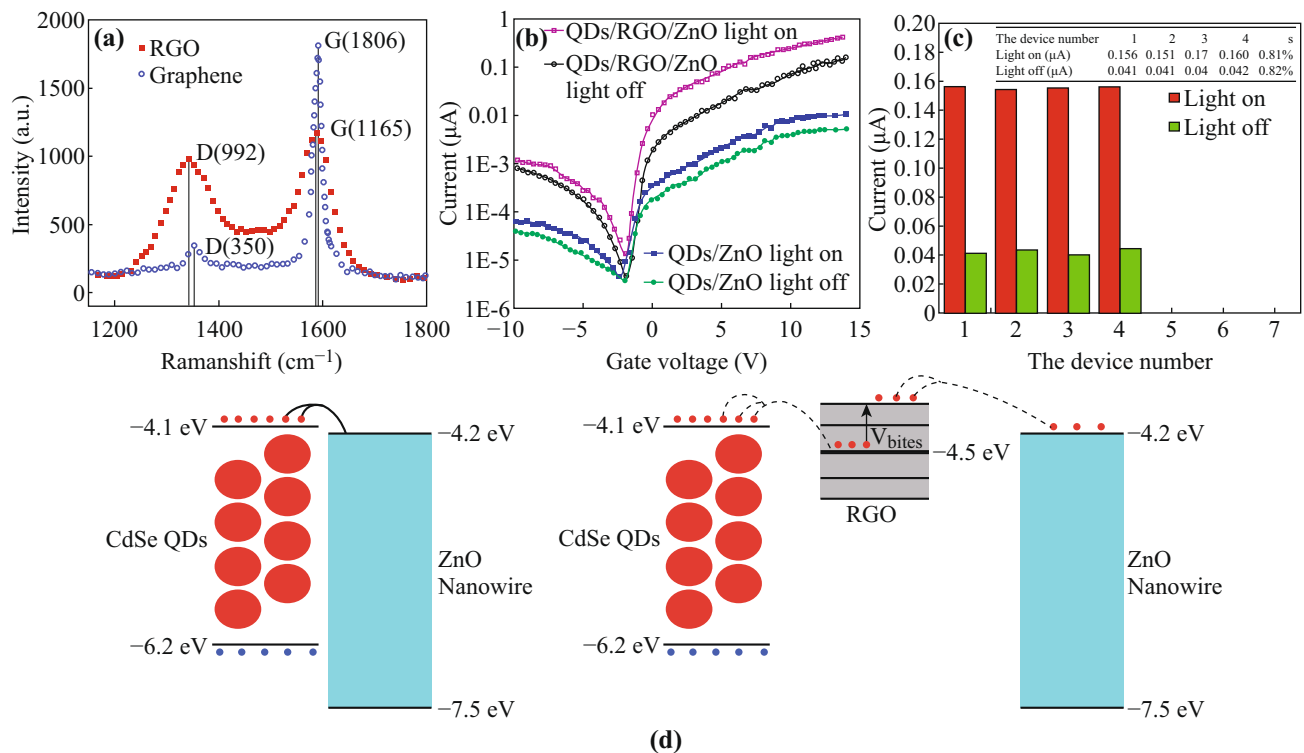 (a)
RGO
Graphene
G(1806)
G(1165)
D(992)
D(350)
2000
1500
1000
500
0
Intensity (a.u.)
1200
1400
1600
1800
Ramanshift (cm⁻¹)
(b)
QDs/RGO/ZnO light on
QDs/RGO/ZnO
light off
QDs/ZnO light on
QDs/ZnO light off
10
1
0.1
0.01
1E−3
1E−4
1E−5
1E−6
Current (μA)
−10
−5
0
5
10
15
Gate voltage (V)
(c)
The device number 1 2 3 4 s
Light on (μA) 0.156 0.151 0.17 0.160 0.81%
Light off (μA) 0.041 0.041 0.04 0.042 0.82%
Light on
Light off
0.20
0.18
0.16
0.14
0.12
0.10
0.08
0.06
0.04
0.02
0.00
Current (μA)
1 2 3 4 5 6 7
The device number
−4.1 eV
−4.2 eV
CdSe QDs
ZnO
Nanowire
−6.2 eV
−7.5 eV
−4.1 eV
V_bites
−4.5 eV
−4.2 eV
RGO
CdSe QDs
ZnO
Nanowire
−6.2 eV
−7.5 eV
(d)